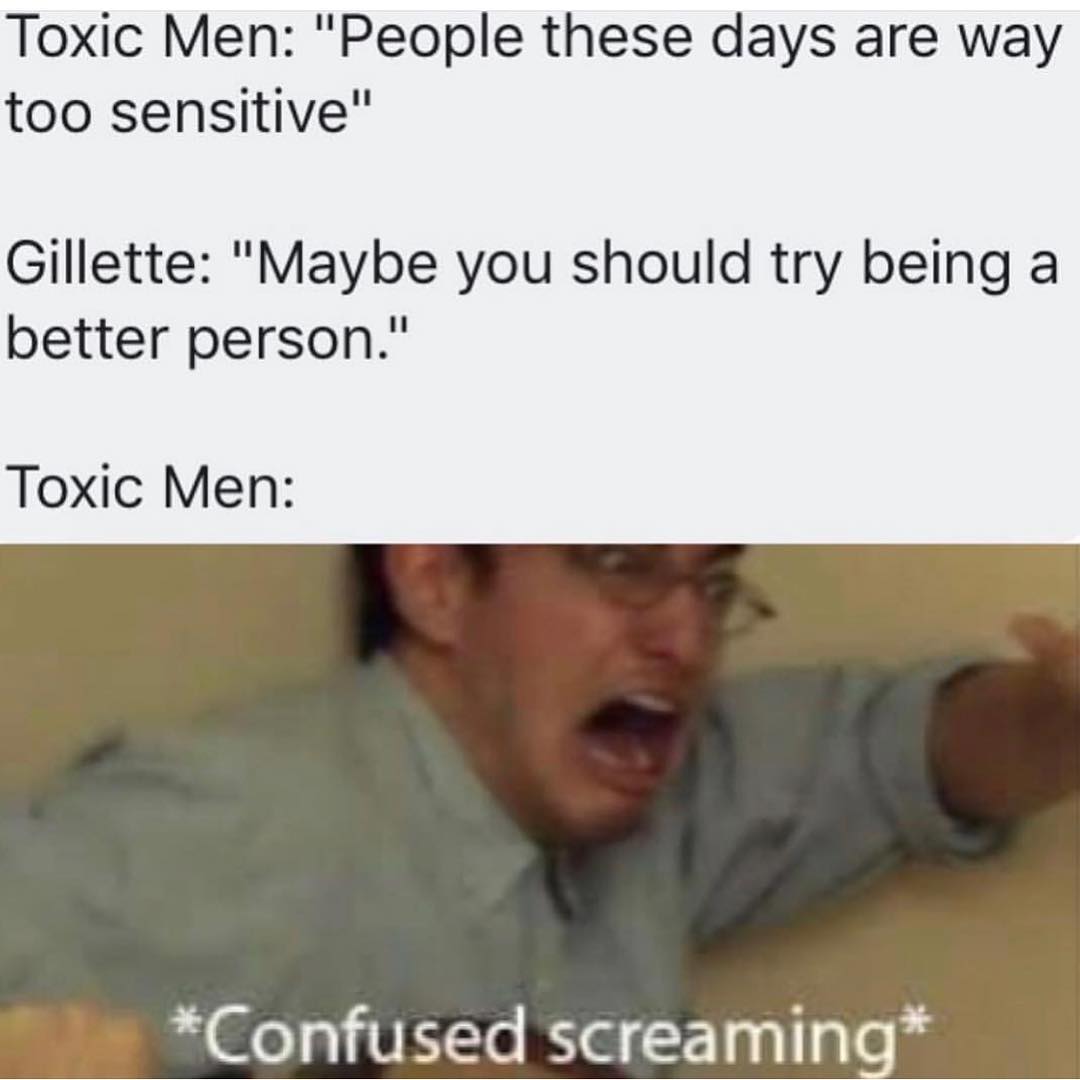 Toxic Men: "People these days are way
too sensitive"
Gillette: "Maybe you should try being a
better person."
Toxic Men:
*Confused screaming*